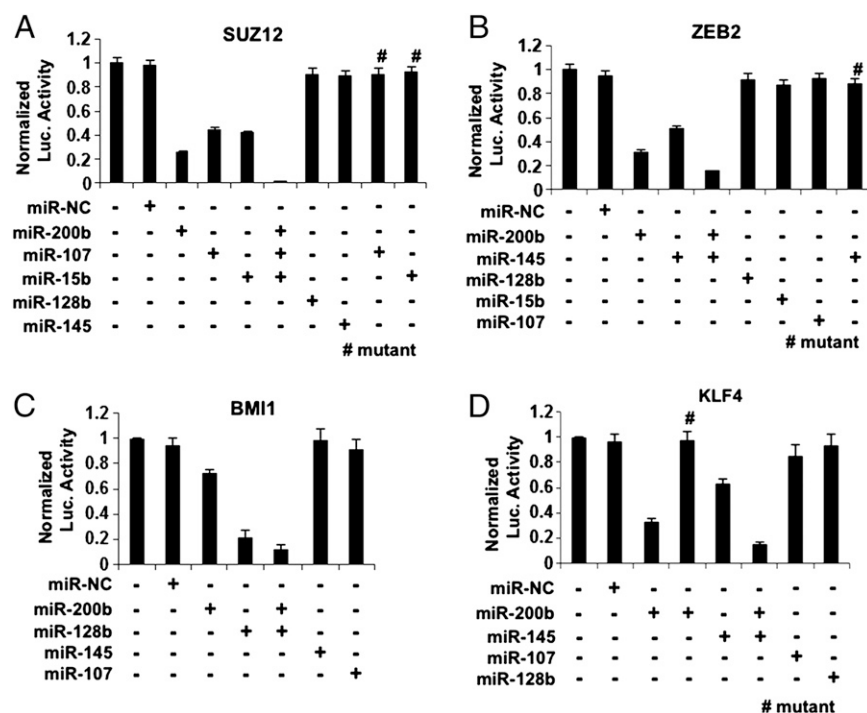 A
SUZ12
# #
Normalized
Luc. Activity
1.2
1
0.8
0.6
0.4
0.2
0
miR-NC - + - - - - - - - -
miR-200b - - + - - + - - - -
miR-107 - - - + - + - - + -
miR-15b - - - - + + - - - +
miR-128b - - - - - - + - - -
miR-145 - - - - - - - + - -
# mutant
B
ZEB2
#
Normalized
Luc. Activity
1.2
1
0.8
0.6
0.4
0.2
0
miR-NC - + - - - - - - -
miR-200b - - + - + - - - -
miR-145 - - - + + - - - +
miR-128b - - - - - + - - -
miR-15b - - - - - - + - -
miR-107 - - - - - - - + -
# mutant
C
BMI1
Normalized
Luc. Activity
1.2
1
0.8
0.6
0.4
0.2
0
miR-NC - + - - - - -
miR-200b - - + - + - -
miR-128b - - - + + - -
miR-145 - - - - - + -
miR-107 - - - - - - +
D
KLF4
#
Normalized
Luc. Activity
1.2
1
0.8
0.6
0.4
0.2
0
miR-NC - + - - - - - -
miR-200b - - + + - + - -
miR-145 - - - - + + - -
miR-107 - - - - - - + -
miR-128b - - - - - - - +
# mutant